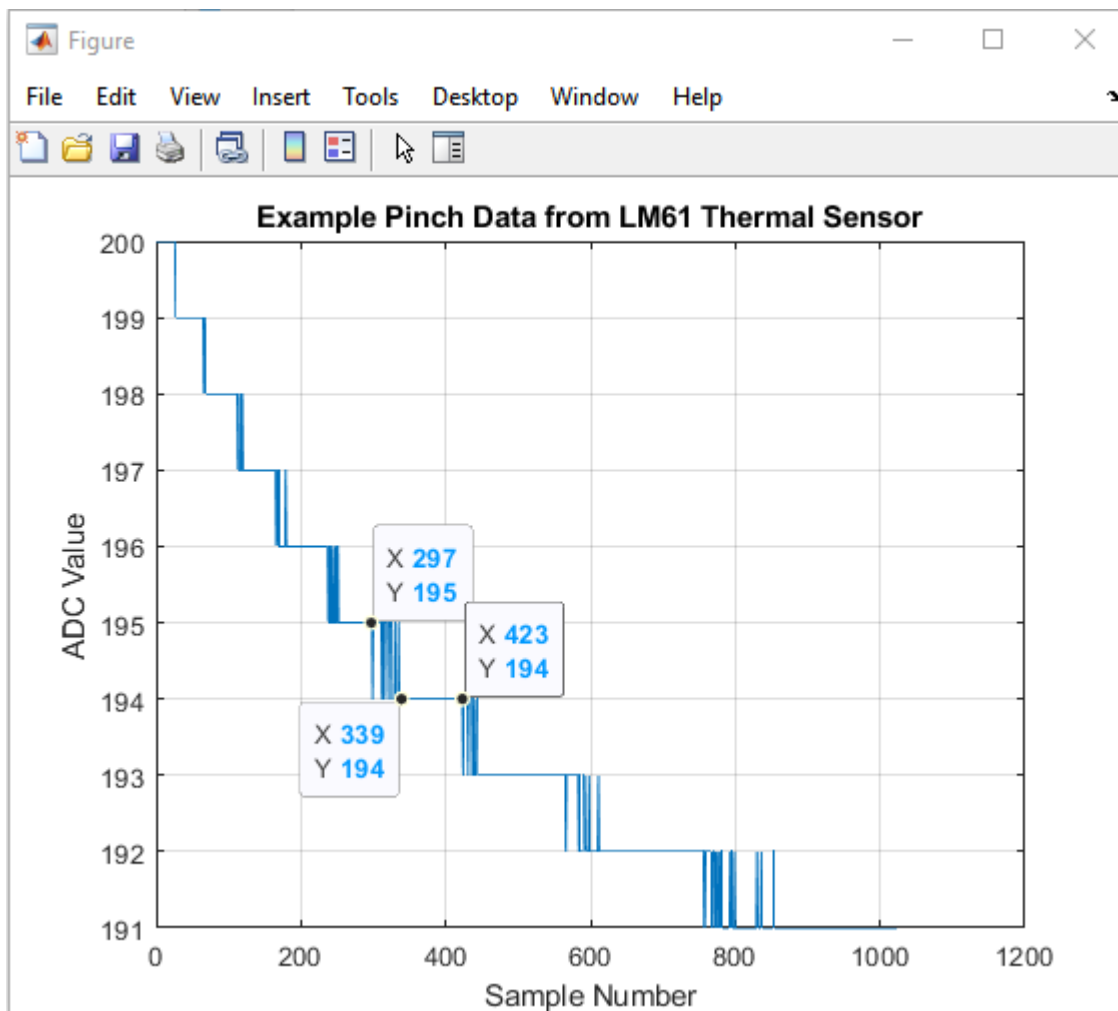 Figure
File Edit View Insert Tools Desktop Window Help
Example Pinch Data from LM61 Thermal Sensor
200
199
198
197
196
195
194
193
192
191
ADC Value
X 297
Y 195
X 423
Y 194
X 339
Y 194
0 200 400 600 800 1000 1200
Sample Number